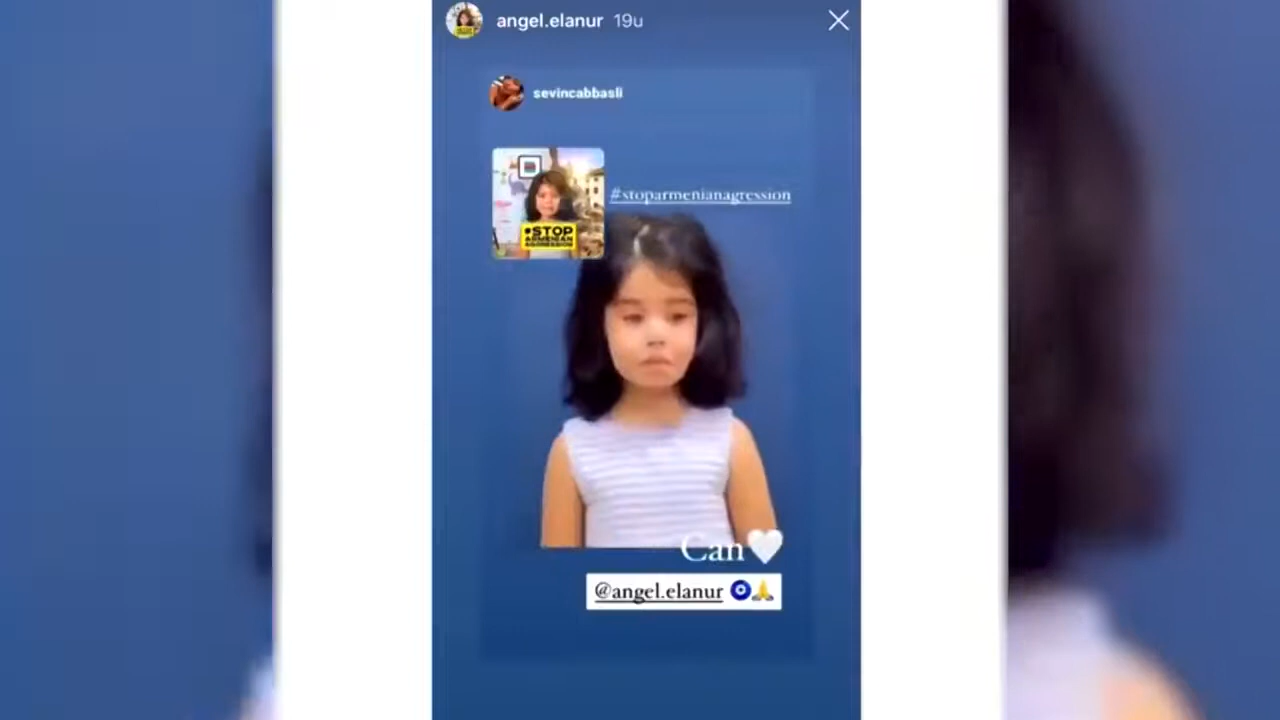 angel.elanur 19u
sevincabbasli
#stoparmenianagression
#STOP
ARMENIAN
AGGRESSION
Can🤍
@angel.elanur 🧿🙏